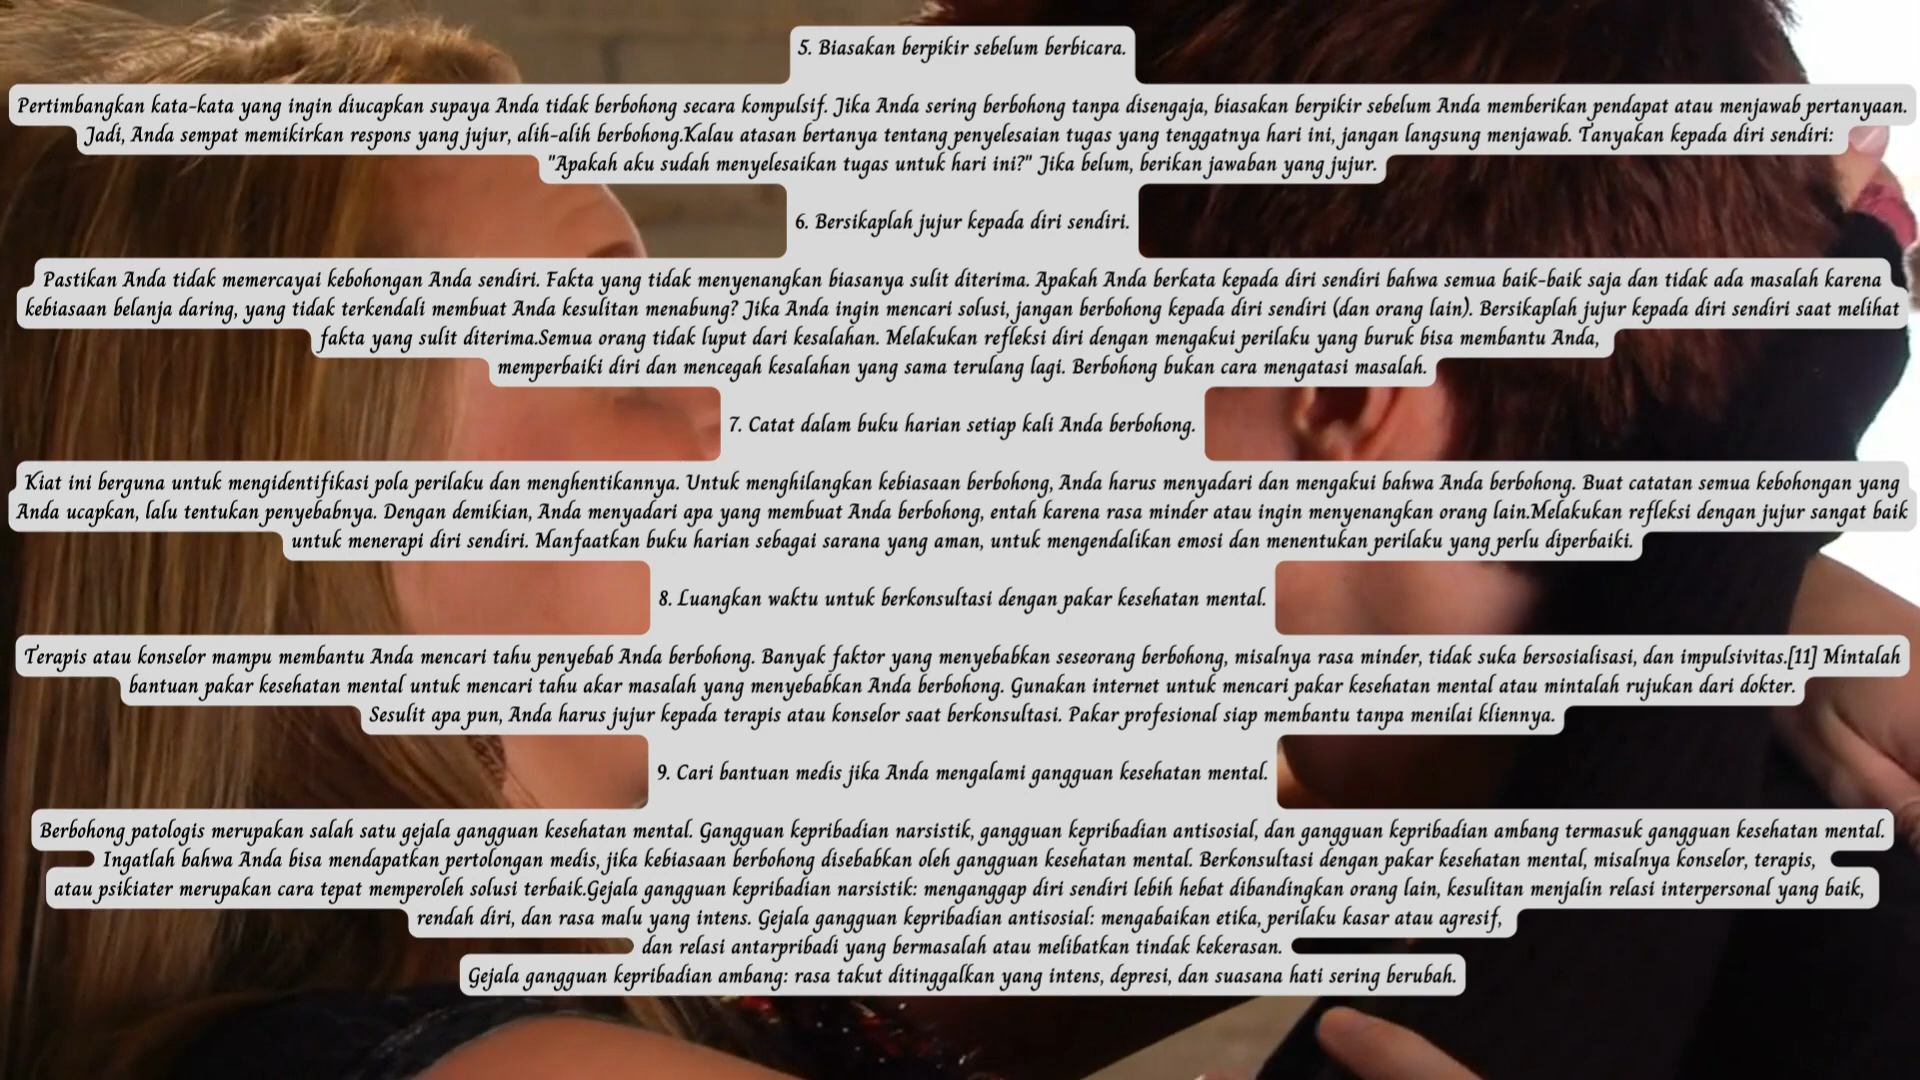 5. Biasakan berpikir sebelum berbicara.
Pertimbangkan kata-kata yang ingin diucapkan supaya Anda tidak berbohong secara kompulsif. Jika Anda sering berbohong tanpa disengaja, biasakan berpikir sebelum Anda memberikan pendapat atau menjawab pertanyaan.
Jadi, Anda sempat memikirkan respons yang jujur, alih-alih berbohong.Kalau atasan bertanya tentang penyelesaian tugas yang tenggatnya hari ini, jangan langsung menjawab. Tanyakan kepada diri sendiri:
"Apakah aku sudah menyelesaikan tugas untuk hari ini?" Jika belum, berikan jawaban yang jujur.
6. Bersikaplah jujur kepada diri sendiri.
Pastikan Anda tidak memercayai kebohongan Anda sendiri. Fakta yang tidak menyenangkan biasanya sulit diterima. Apakah Anda berkata kepada diri sendiri bahwa semua baik-baik saja dan tidak ada masalah karena
kebiasaan belanja daring, yang tidak terkendali membuat Anda kesulitan menabung? Jika Anda ingin mencari solusi, jangan berbohong kepada diri sendiri (dan orang lain). Bersikaplah jujur kepada diri sendiri saat melihat
fakta yang sulit diterima.Semua orang tidak luput dari kesalahan. Melakukan refleksi diri dengan mengakui perilaku yang buruk bisa membantu Anda,
memperbaiki diri dan mencegah kesalahan yang sama terulang lagi. Berbohong bukan cara mengatasi masalah.
7. Catat dalam buku harian setiap kali Anda berbohong.
Kiat ini berguna untuk mengidentifikasi pola perilaku dan menghentikannya. Untuk menghilangkan kebiasaan berbohong, Anda harus menyadari dan mengakui bahwa Anda berbohong. Buat catatan semua kebohongan yang
Anda ucapkan, lalu tentukan penyebabnya. Dengan demikian, Anda menyadari apa yang membuat Anda berbohong, entah karena rasa minder atau ingin menyenangkan orang lain.Melakukan refleksi dengan jujur sangat baik
untuk menerapi diri sendiri. Manfaatkan buku harian sebagai sarana yang aman, untuk mengendalikan emosi dan menentukan perilaku yang perlu diperbaiki.
8. Luangkan waktu untuk berkonsultasi dengan pakar kesehatan mental.
Terapis atau konselor mampu membantu Anda mencari tahu penyebab Anda berbohong. Banyak faktor yang menyebabkan seseorang berbohong, misalnya rasa minder, tidak suka bersosialisasi, dan impulsivitas.[11] Mintalah
bantuan pakar kesehatan mental untuk mencari tahu akar masalah yang menyebabkan Anda berbohong. Gunakan internet untuk mencari pakar kesehatan mental atau mintalah rujukan dari dokter.
Sesulit apa pun, Anda harus jujur kepada terapis atau konselor saat berkonsultasi. Pakar profesional siap membantu tanpa menilai kliennya.
9. Cari bantuan medis jika Anda mengalami gangguan kesehatan mental.
Berbohong patologis merupakan salah satu gejala gangguan kesehatan mental. Gangguan kepribadian narsistik, gangguan kepribadian antisosial, dan gangguan kepribadian ambang termasuk gangguan kesehatan mental.
Ingatlah bahwa Anda bisa mendapatkan pertolongan medis, jika kebiasaan berbohong disebabkan oleh gangguan kesehatan mental. Berkonsultasi dengan pakar kesehatan mental, misalnya konselor, terapis,
atau psikiater merupakan cara tepat memperoleh solusi terbaik.Gejala gangguan kepribadian narsistik: menganggap diri sendiri lebih hebat dibandingkan orang lain, kesulitan menjalin relasi interpersonal yang baik,
rendah diri, dan rasa malu yang intens. Gejala gangguan kepribadian antisosial: mengabaikan etika, perilaku kasar atau agresif,
dan relasi antarpribadi yang bermasalah atau melibatkan tindak kekerasan.
Gejala gangguan kepribadian ambang: rasa takut ditinggalkan yang intens, depresi, dan suasana hati sering berubah.